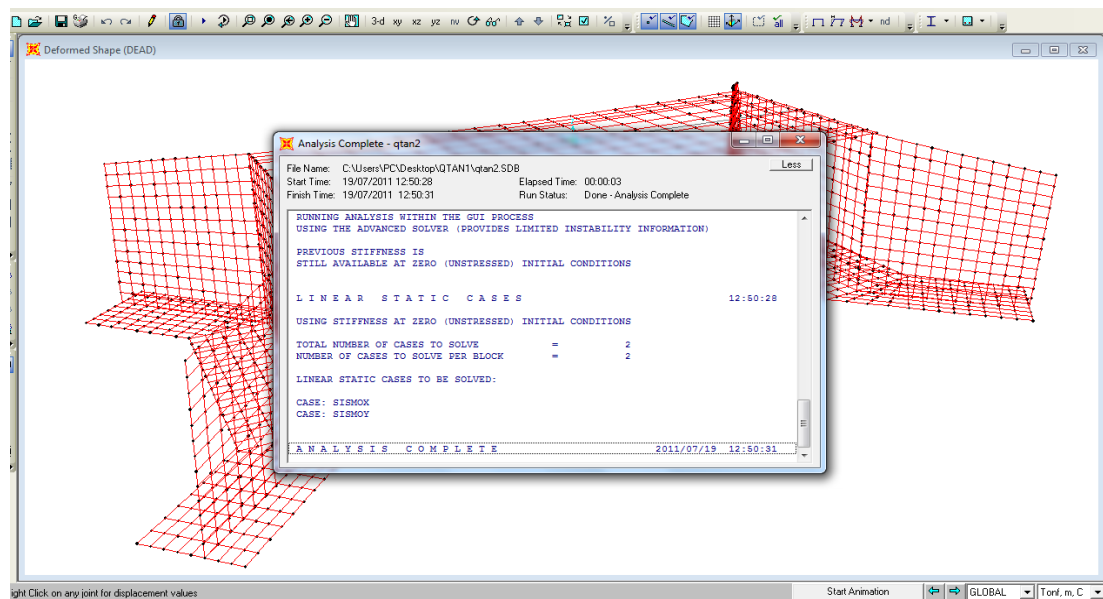 3-d xy xz yz nv
nd
Deformed Shape (DEAD)
Analysis Complete - qtan2
File Name: C:\Users\PC\Desktop\QTAN1\qtan2.SDB
Less
Start Time: 19/07/2011 12:50:28 Elapsed Time: 00:00:03
Finish Time: 19/07/2011 12:50:31 Run Status: Done - Analysis Complete
RUNNING ANALYSIS WITHIN THE GUI PROCESS
USING THE ADVANCED SOLVER (PROVIDES LIMITED INSTABILITY INFORMATION)
PREVIOUS STIFFNESS IS
STILL AVAILABLE AT ZERO (UNSTRESSED) INITIAL CONDITIONS
L I N E A R   S T A T I C   C A S E S 12:50:28
USING STIFFNESS AT ZERO (UNSTRESSED) INITIAL CONDITIONS
TOTAL NUMBER OF CASES TO SOLVE = 2
NUMBER OF CASES TO SOLVE PER BLOCK = 2
LINEAR STATIC CASES TO BE SOLVED:
CASE: SISMOX
CASE: SISMOY
A N A L Y S I S   C O M P L E T E 2011/07/19 12:50:31
ight Click on any joint for displacement values
Start Animation
GLOBAL
Tonf, m, C